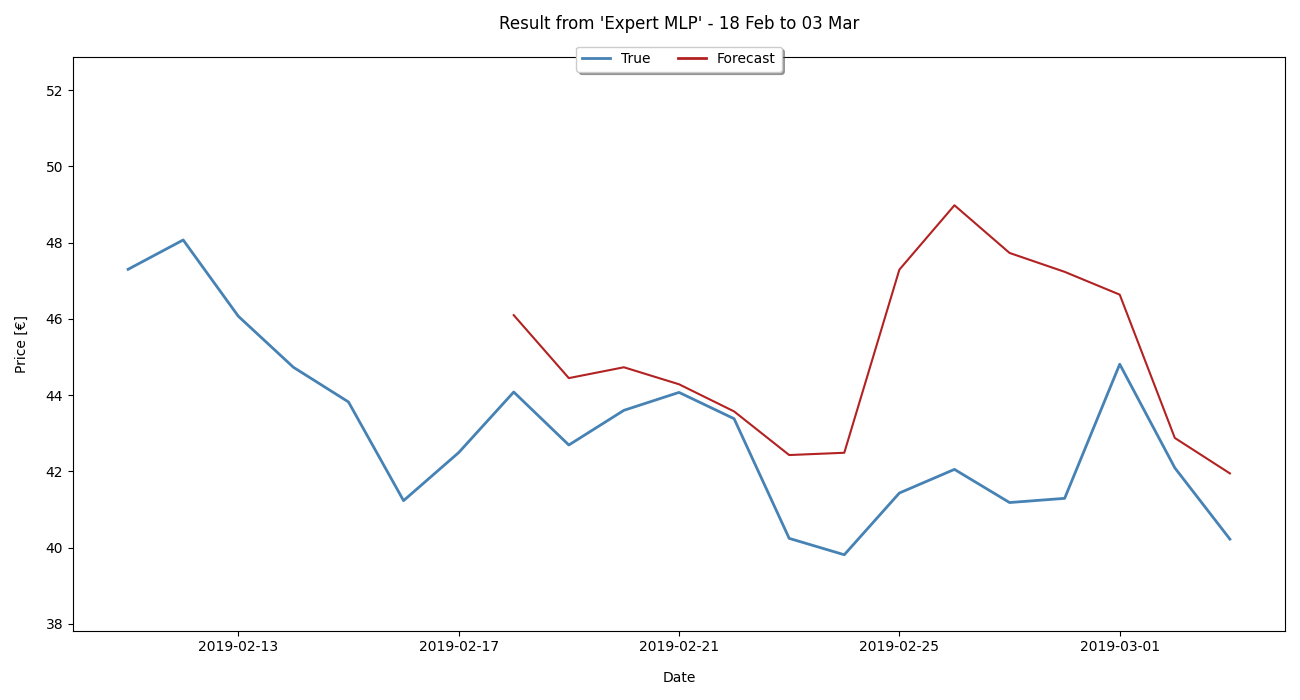 Result from 'Expert MLP' - 18 Feb to 03 Mar
True Forecast
52
50
48
46
44
42
40
38
Price [€]
2019-02-13 2019-02-17 2019-02-21 2019-02-25 2019-03-01
Date